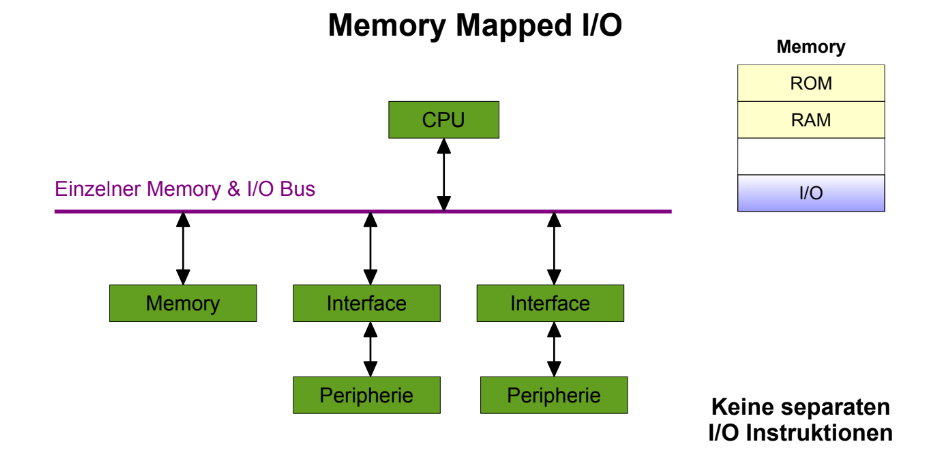 Memory Mapped I/O
Memory
ROM
RAM
I/O
CPU
Einzelner Memory & I/O Bus
Memory
Interface
Interface
Peripherie
Peripherie
Keine separaten
I/O Instruktionen